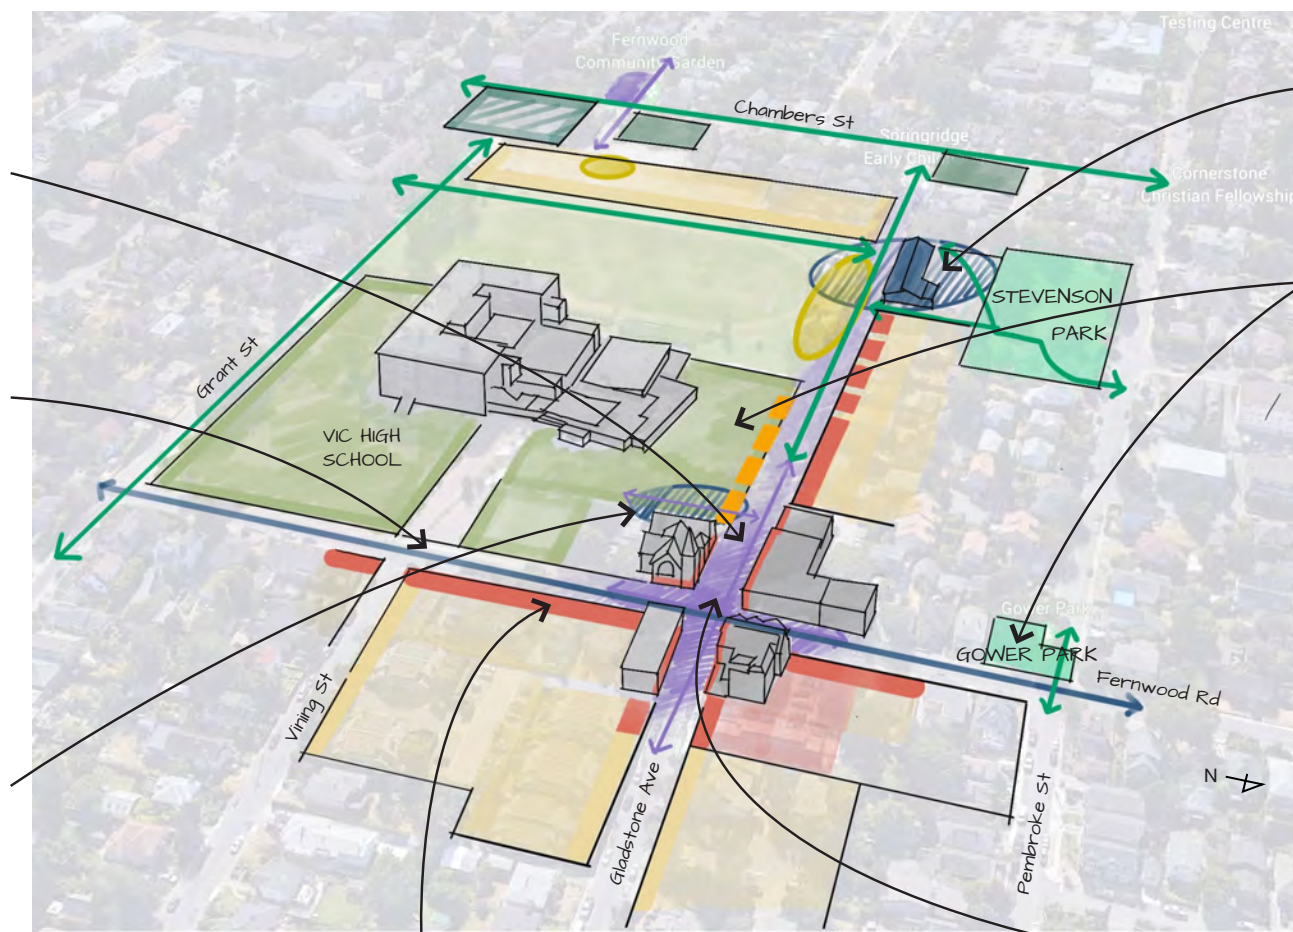 Testing Centre
Fernwood
Community Garden
Chambers St
Springridge
Early Chi
Cornerstone
Christian Fellowship
STEVENSON
PARK
Grant St
VIC HIGH
SCHOOL
Gower Park
GOWER PARK
Fernwood Rd
Vining St
Gladstone Ave
Pembroke St
N